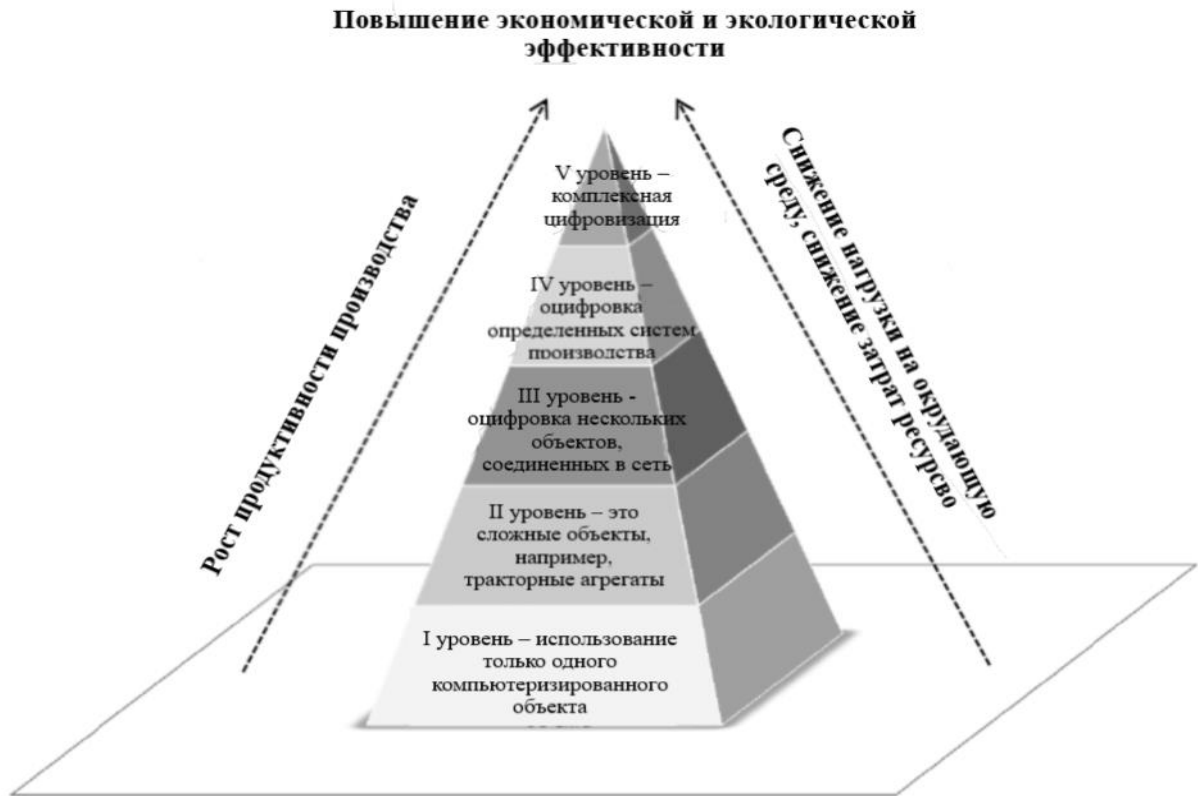 Повышение экономической и экологической
эффективности
Рост продуктивности производства
Снижение нагрузки на окрудающую
среду, снижение затрат ресурсво
V уровень –
комплексная
цифровизация
IV уровень –
оцифровка
определенных систем
производства
III уровень -
оцифровка нескольких
объектов,
соединенных в сеть
II уровень – это
сложные объекты,
например,
тракторные агрегаты
I уровень – использование
только одного
компьютеризированного
объекта